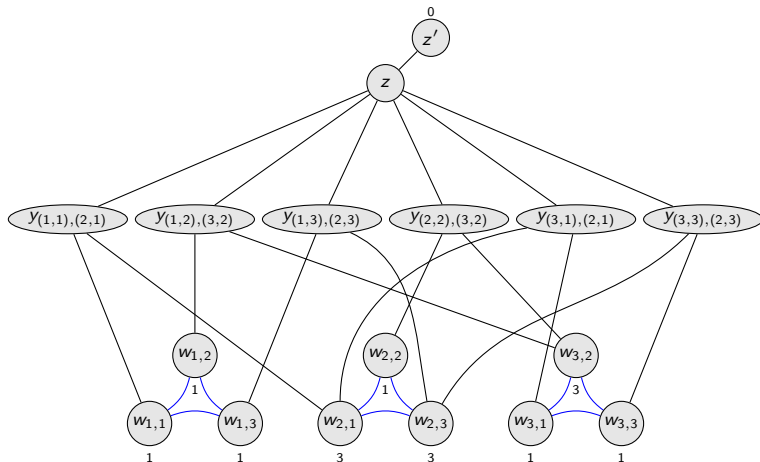 0
z′
z
y(1,1),(2,1) y(1,2),(3,2) y(1,3),(2,3) y(2,2),(3,2) y(3,1),(2,1) y(3,3),(2,3)
w1,2 w2,2 w3,2
1 1 3
w1,1 w1,3 w2,1 w2,3 w3,1 w3,3
1 1 3 3 1 1